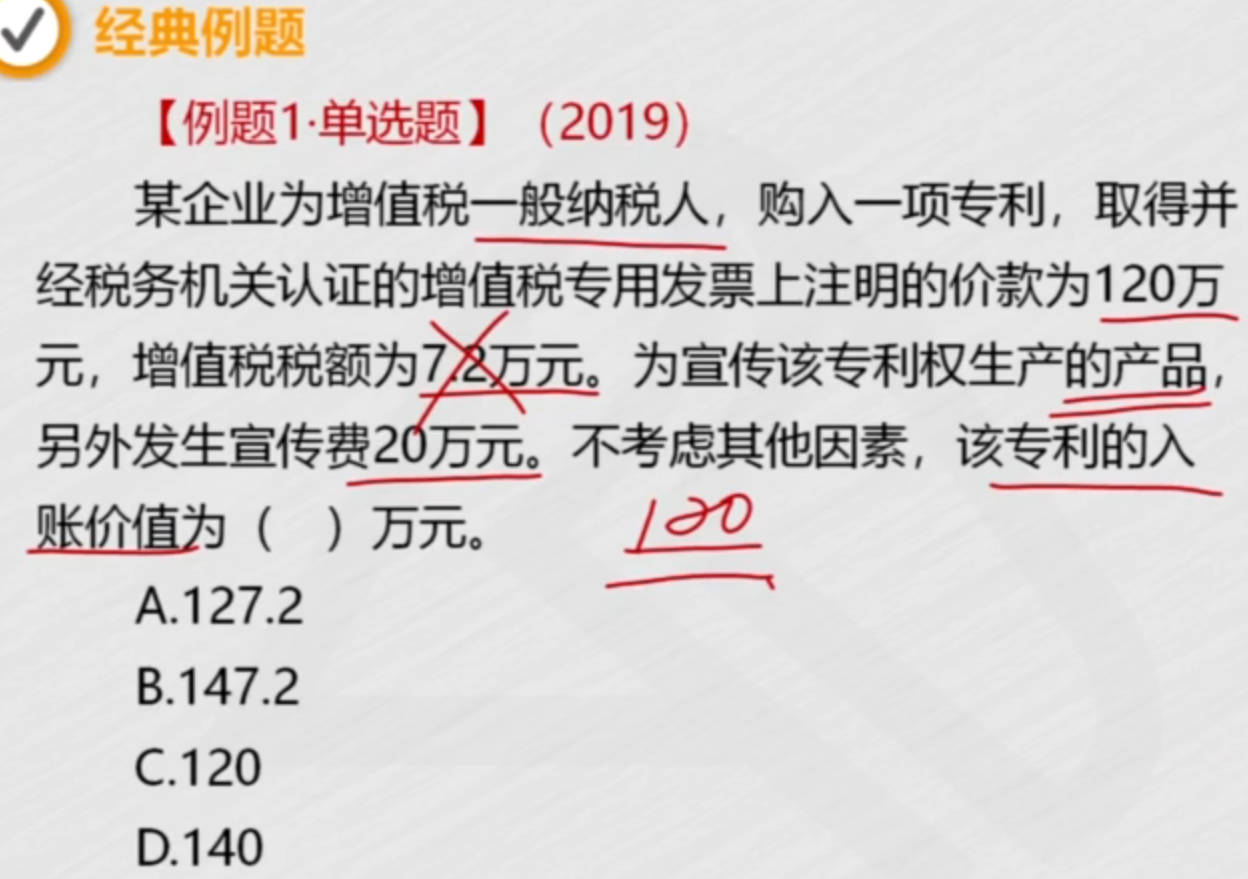 经典例题
【例题1·单选题】（2019）
某企业为增值税一般纳税人，购入一项专利，取得并
经税务机关认证的增值税专用发票上注明的价款为120万
元，增值税税额为7.2万元。为宣传该专利权生产的产品，
另外发生宣传费20万元。不考虑其他因素，该专利的入
账价值为（ ）万元。
120
A.127.2
B.147.2
C.120
D.140